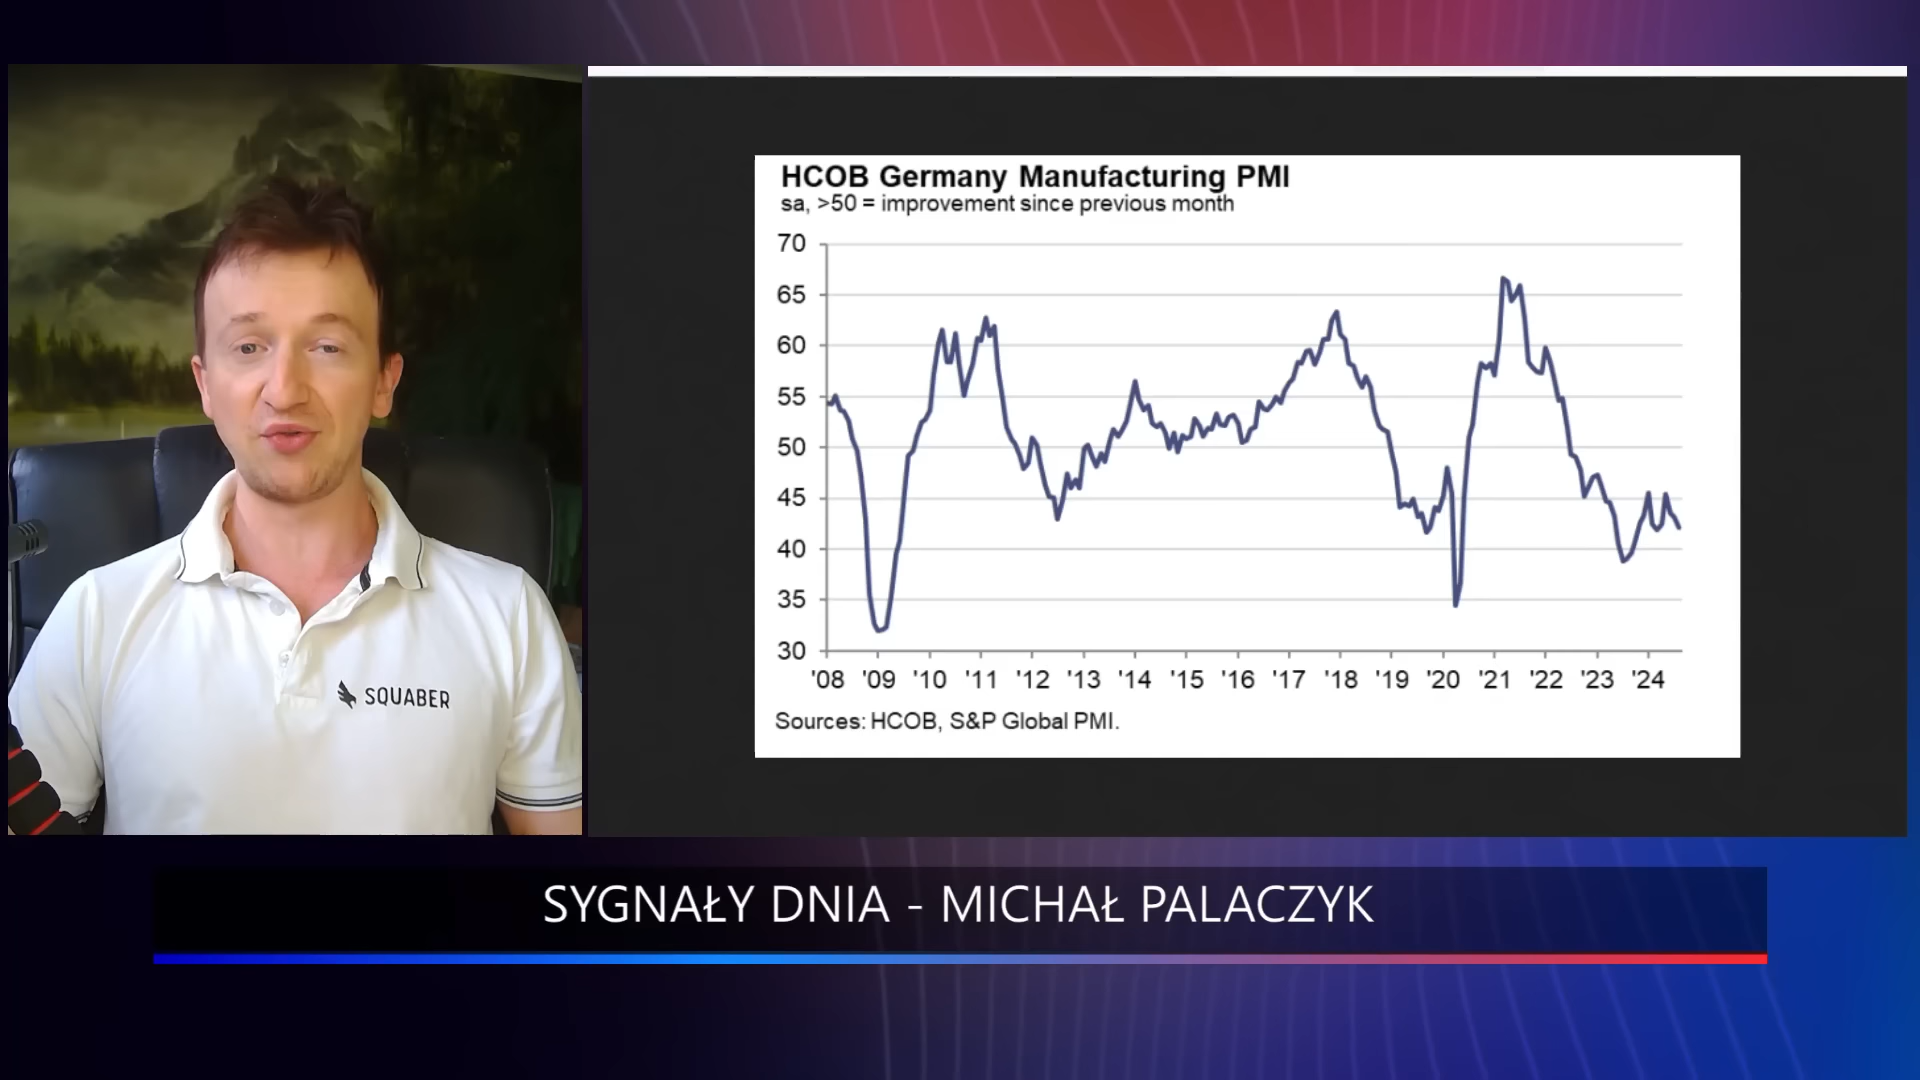 HCOB Germany Manufacturing PMI
sa, >50 = improvement since previous month
70
65
60
55
50
45
40
35
30
'08 '09 '10 '11 '12 '13 '14 '15 '16 '17 '18 '19 '20 '21 '22 '23 '24
Sources: HCOB, S&P Global PMI.
SQUABER
SYGNAŁY DNIA - MICHAŁ PALACZYK